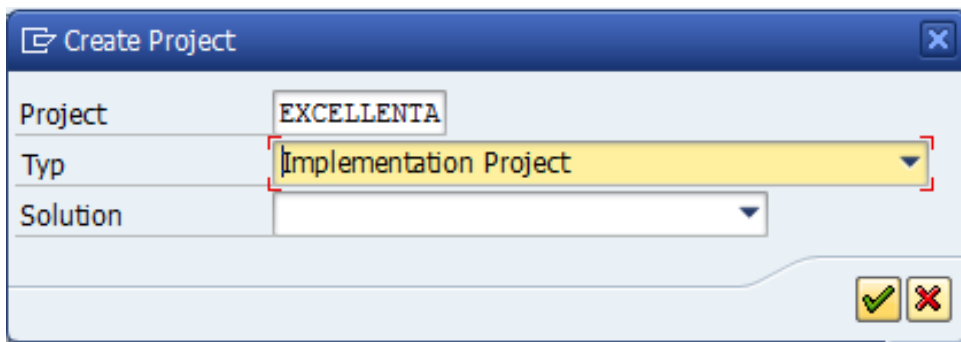 Create Project
Project EXCELLENTA
Typ Implementation Project
Solution